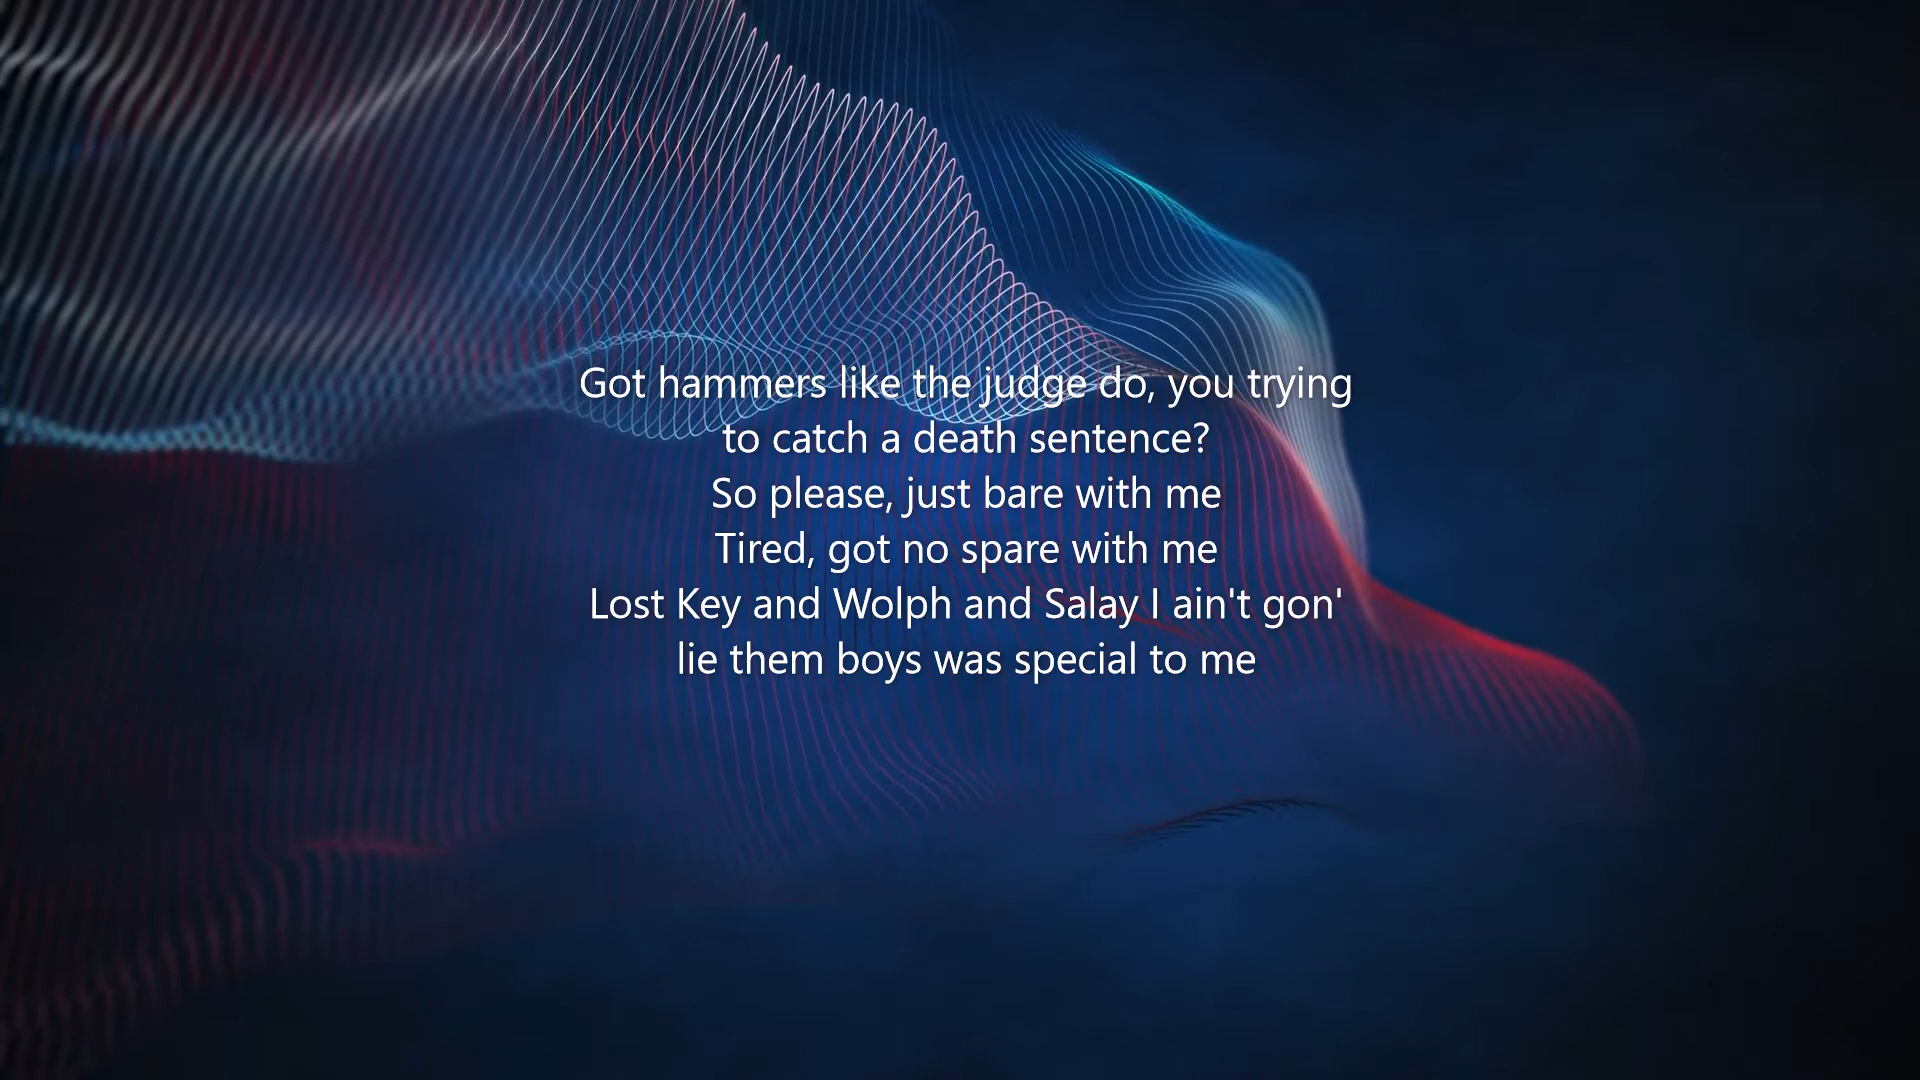 Got hammers like the judge do, you trying
to catch a death sentence?
So please, just bare with me
Tired, got no spare with me
Lost Key and Wolph and Salay I ain't gon'
lie them boys was special to me